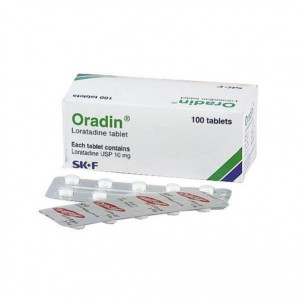 100 tablets
Oradin®
Loratadine tablet
Oradin®
Loratadine tablet
100 tablets
Each tablet contains
Loratadine USP 10 mg
SK+F